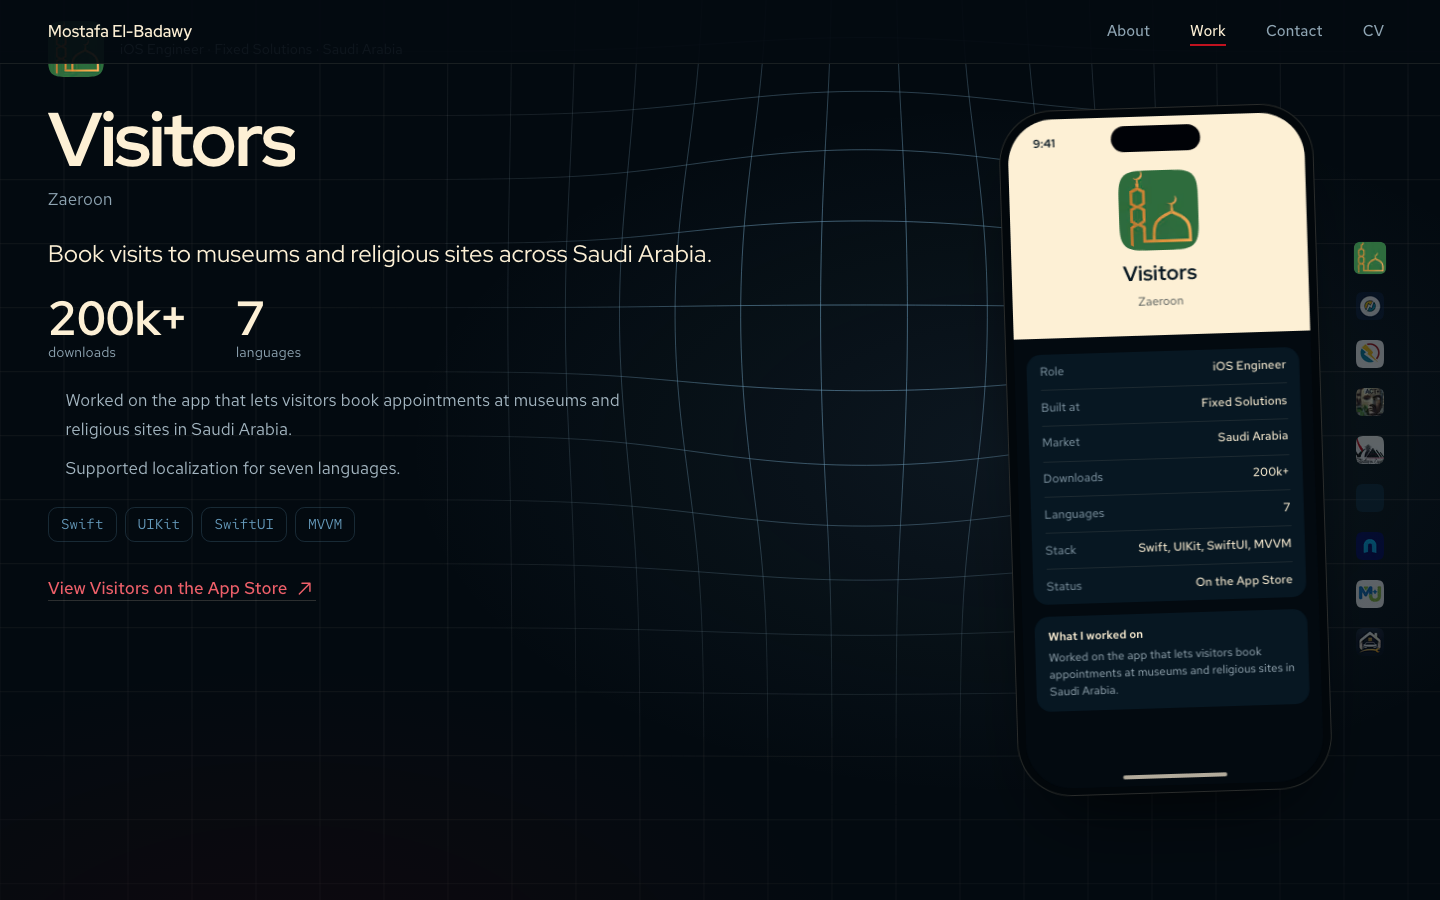 Mostafa El-Badawy
About
Work
Contact
CV
iOS Engineer · Fixed Solutions · Saudi Arabia
Visitors
Zaeroon
Book visits to museums and religious sites across Saudi Arabia.
200k+
downloads
7
languages
Worked on the app that lets visitors book appointments at museums and
religious sites in Saudi Arabia.
Supported localization for seven languages.
Swift
UIKit
SwiftUI
MVVM
View Visitors on the App Store
9:41
Visitors
Zaeroon
Role
iOS Engineer
Built at
Fixed Solutions
Market
Saudi Arabia
Downloads
200k+
Languages
7
Stack
Swift, UIKit, SwiftUI, MVVM
Status
On the App Store
What I worked on
Worked on the app that lets visitors book
appointments at museums and religious sites in
Saudi Arabia.